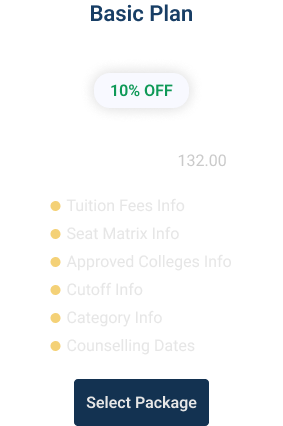 Basic Plan
10% OFF
132.00
Tuition Fees Info
Seat Matrix Info
Approved Colleges Info
Cutoff Info
Category Info
Counselling Dates
Select Package